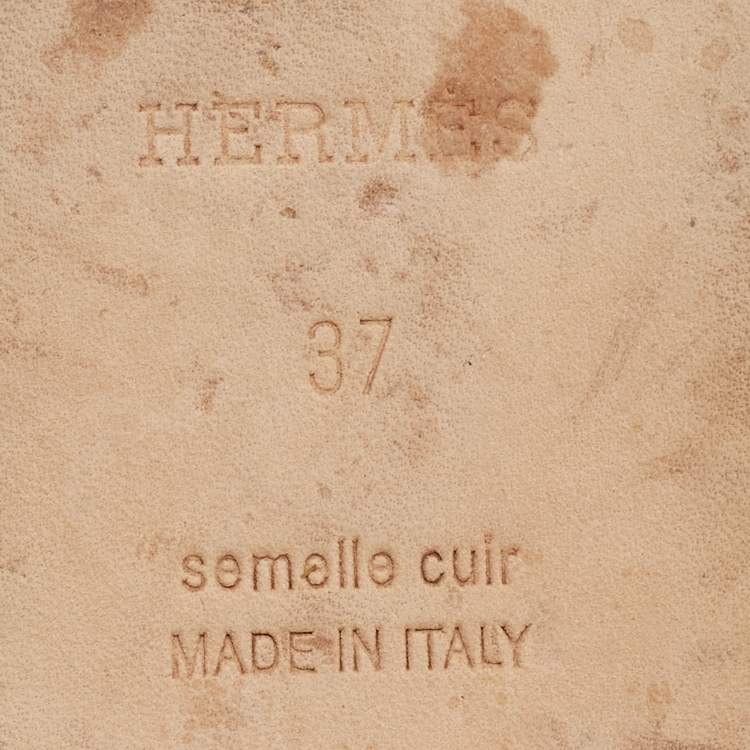 HERMÈS
37
semelle cuir
MADE IN ITALY